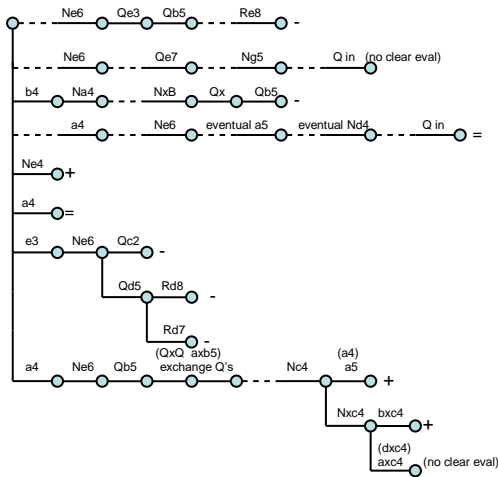 Ne6 Qe3 Qb5 Re8 -
Ne6 Qe7 Ng5 Q in (no clear eval)
b4 Na4 NxB Qx Qb5 -
a4 Ne6 eventual a5 eventual Nd4 Q in =
Ne4 +
a4 =
e3 Ne6 Qc2 -
Qd5 Rd8 -
Rd7 -
(QxQ axb5) (a4)
a4 Ne6 Qb5 exchange Q's Nc4 a5 +
Nxc4 bxc4 +
(dxc4)
axc4 (no clear eval)